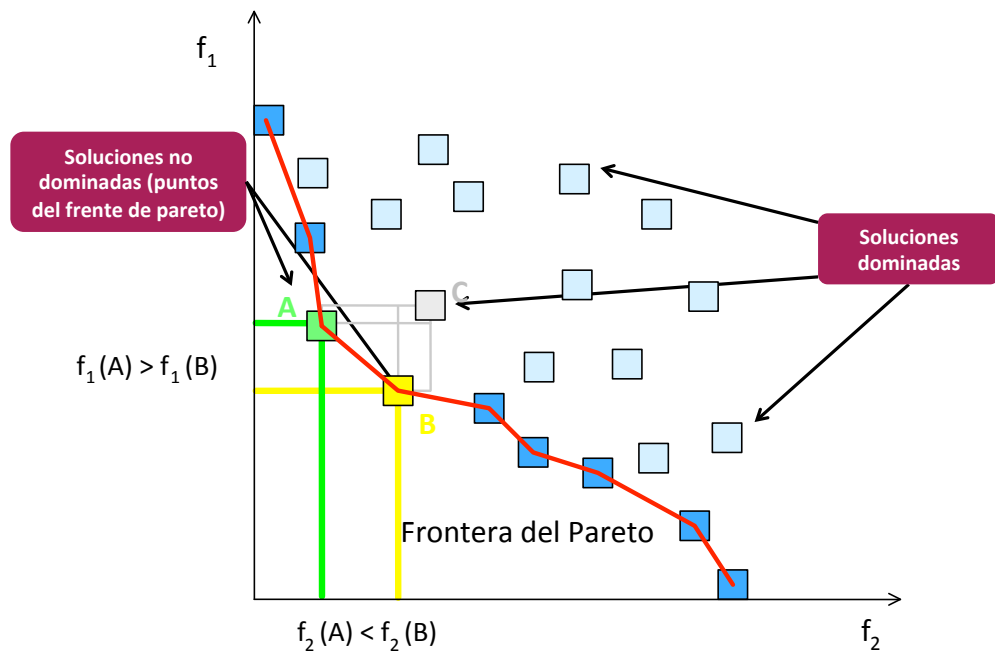 f₁
Soluciones no
dominadas (puntos
del frente de pareto)
Soluciones
dominadas
A
C
f₁ (A) > f₁ (B)
B
Frontera del Pareto
f₂ (A) < f₂ (B)
f₂